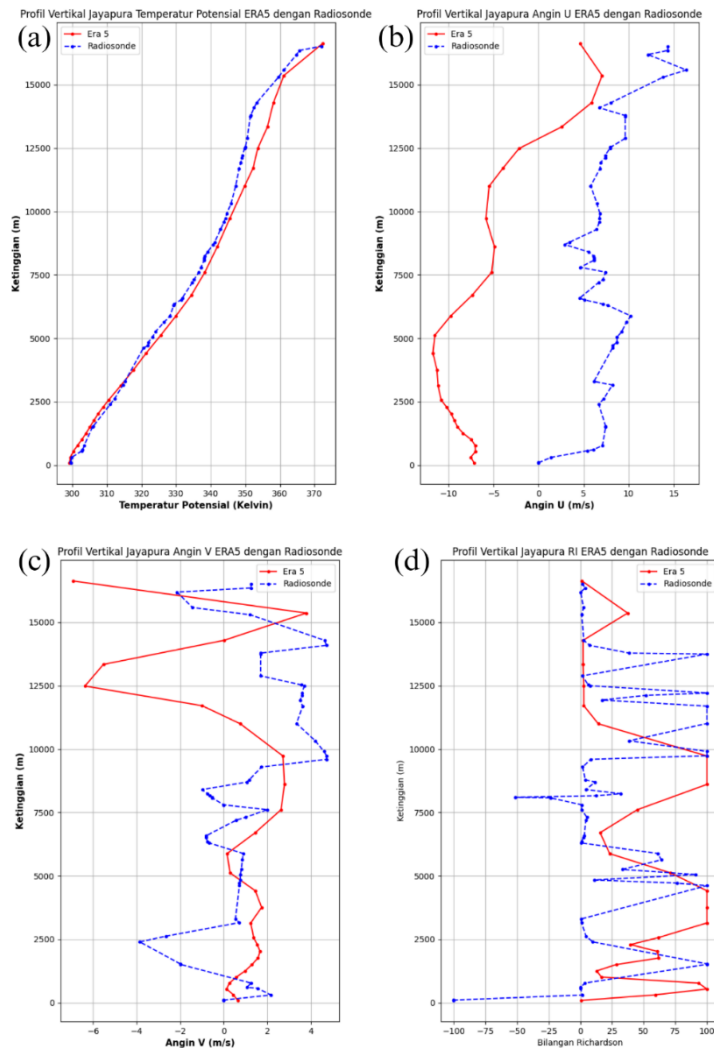 Profil Vertikal Jayapura Temperatur Potensial ERA5 dengan Radiosonde
(a)
Era 5
Radiosonde
15000
12500
10000
7500
5000
2500
0
Ketinggian (m)
300 310 320 330 340 350 360 370
Temperatur Potensial (Kelvin)
Profil Vertikal Jayapura Angin U ERA5 dengan Radiosonde
(b)
Era 5
Radiosonde
15000
12500
10000
7500
5000
2500
0
Ketinggian (m)
−10 −5 0 5 10 15
Angin U (m/s)
Profil Vertikal Jayapura Angin V ERA5 dengan Radiosonde
(c)
Era 5
Radiosonde
15000
12500
10000
7500
5000
2500
0
Ketinggian (m)
−6 −4 −2 0 2 4
Angin V (m/s)
Profil Vertikal Jayapura RI ERA5 dengan Radiosonde
(d)
Era 5
Radiosonde
15000
12500
10000
7500
5000
2500
0
Ketinggian (m)
−100 −75 −50 −25 0 25 50 75 100
Bilangan Richardson